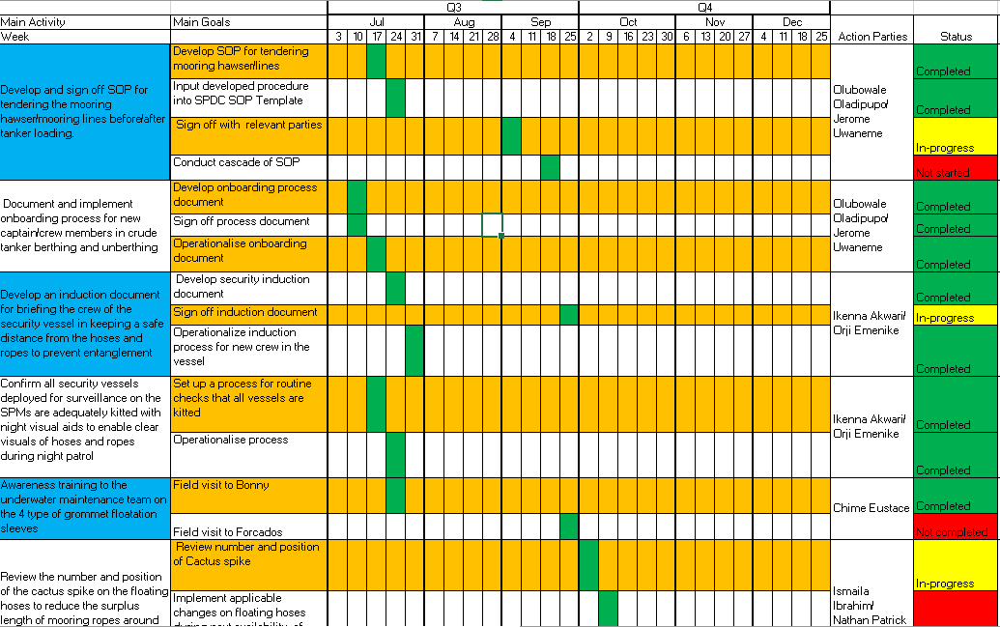 Q3 Q4
Main Activity Main Goals Jul Aug Sep Oct Nov Dec
Week 3 10 17 24 31 7 14 21 28 4 11 18 25 2 9 16 23 30 6 13 20 27 4 11 18 25 Action Parties Status
Develop and sign off SOP for
tendering the mooring
hawser/mooring lines before/after
tanker loading.
Develop SOP for tendering
mooring hawser/lines
Completed
Input developed procedure
into SPDC SOP Template
Completed
Sign off with relevant parties
In-progress
Conduct cascade of SOP
Not started
Olubowale
Oladipupo/
Jerome
Uwaneme
Document and implement
onboarding process for new
captain/crew members in crude
tanker berthing and unberthing
Develop onboarding process
document
Completed
Sign off process document
Completed
Operationalise onboarding
document
Completed
Olubowale
Oladipupo/
Jerome
Uwaneme
Develop an induction document
for briefing the crew of the
security vessel in keeping a safe
distance from the hoses and
ropes to prevent entanglement
Develop security induction
document
Completed
Sign off induction document
In-progress
Operationalize induction
process for new crew in the
vessel
Completed
Ikenna Akwari/
Orji Emenike
Confirm all security vessels
deployed for surveillance on the
SPMs are adequately kitted with
night visual aids to enable clear
visuals of hoses and ropes
during night patrol
Set up a process for routine
checks that all vessels are
kitted
Completed
Operationalise process
Completed
Ikenna Akwari/
Orji Emenike
Awareness training to the
underwater maintenance team on
the 4 type of grommet floatation
sleeves
Field visit to Bonny
Completed
Field visit to Forcados
Not completed
Chime Eustace
Review the number and position
of the cactus spike on the floating
hoses to reduce the surplus
length of mooring ropes around
Review number and position
of Cactus spike
In-progress
Implement applicable
changes on floating hoses
Ismaila
Ibrahim/
Nathan Patrick